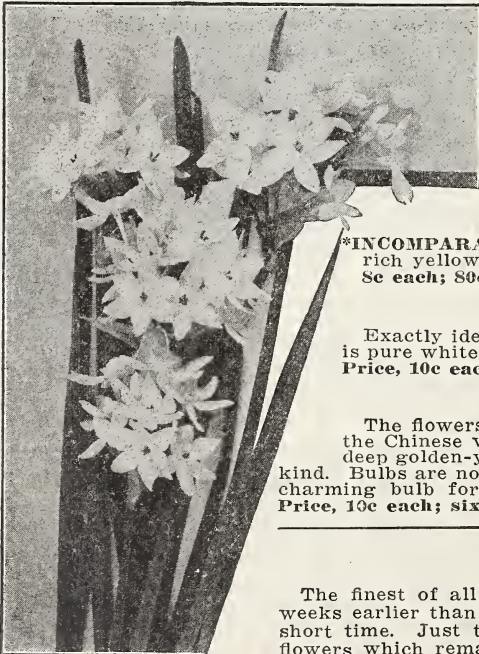 *INCOMPARA
rich yellow
8c each; 80
Exactly ide
is pure white
Price, 10c eac
The flowers
the Chinese v
deep golden-y
kind. Bulbs are no
charming bulb for
Price, 10c each; six
The finest of all
weeks earlier than
short time. Just t
flowers which rema